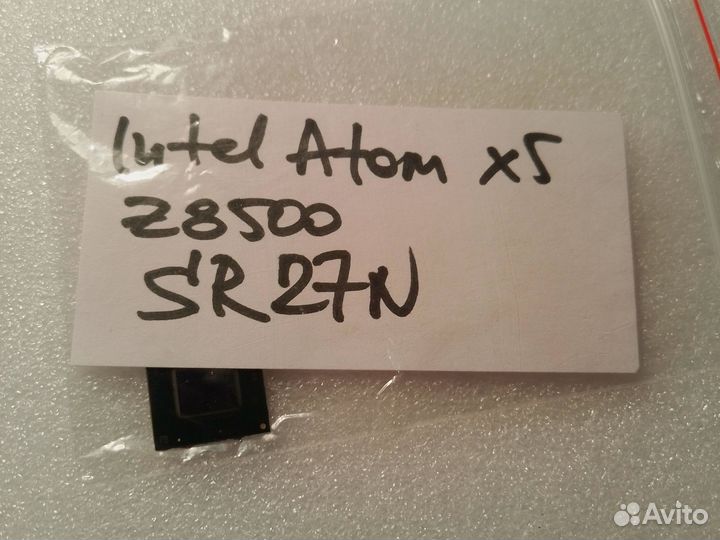 Intel Atom x5
Z8500
SR27N
Avito